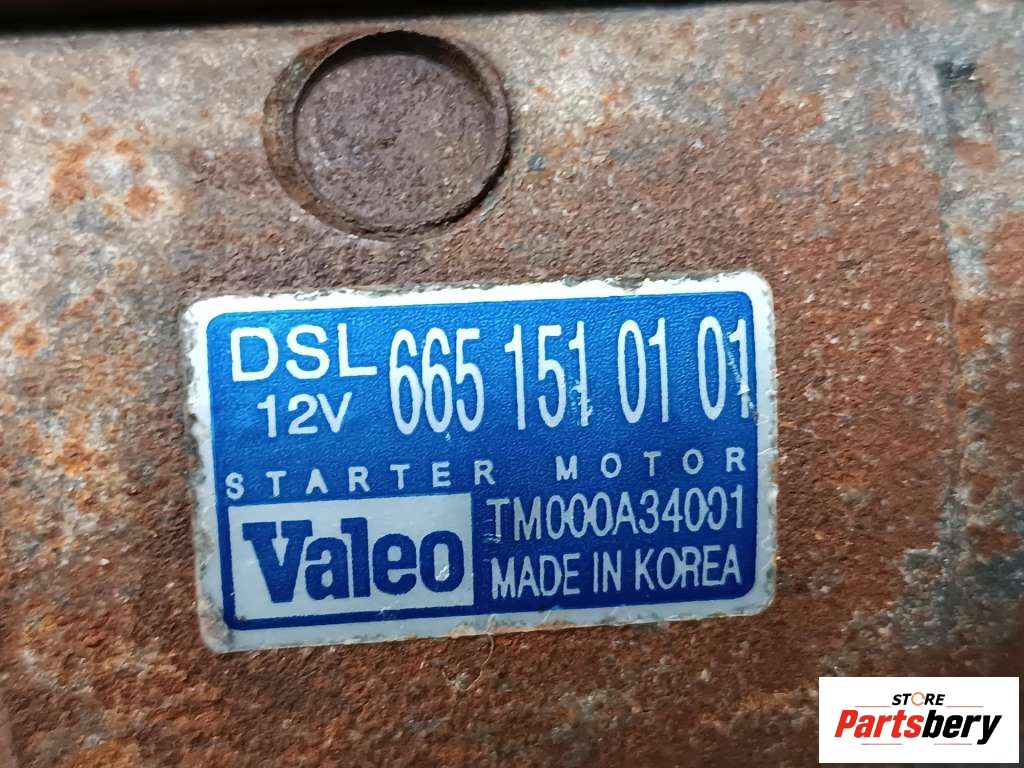 DSL 665 151 01 01
12V
STARTER MOTOR
Valeo TM000A34001
MADE IN KOREA
STORE
Partsbery